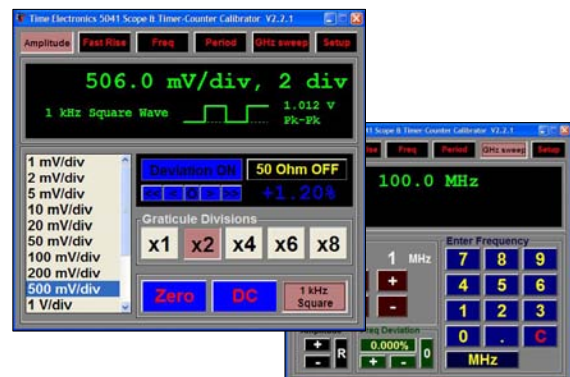 Time Electronics 5041 Scope & Timer-Counter Calibrator V2.2.1
Amplitude Fast Rise Freq Period GHz sweep Setup
506.0 mV/div, 2 div
1 kHz Square Wave 1.012 V
Pk-Pk
1 mV/div
2 mV/div
5 mV/div
10 mV/div
20 mV/div
50 mV/div
100 mV/div
200 mV/div
500 mV/div
1 V/div
Deviation ON 50 Ohm OFF
<< < 0 > >> +1.20%
Graticule Divisions
x1 x2 x4 x6 x8
Zero DC 1 kHz
Square
41 Scope & Timer-Counter Calibrator V2.2.1
Freq Period GHz sweep Setup
100.0 MHz
1 MHz
+
-
Enter Frequency
7 8 9
4 5 6
1 2 3
0 . C
MHz
Amplitude
+
- R
Freq Deviation
0.000%
+ - 0